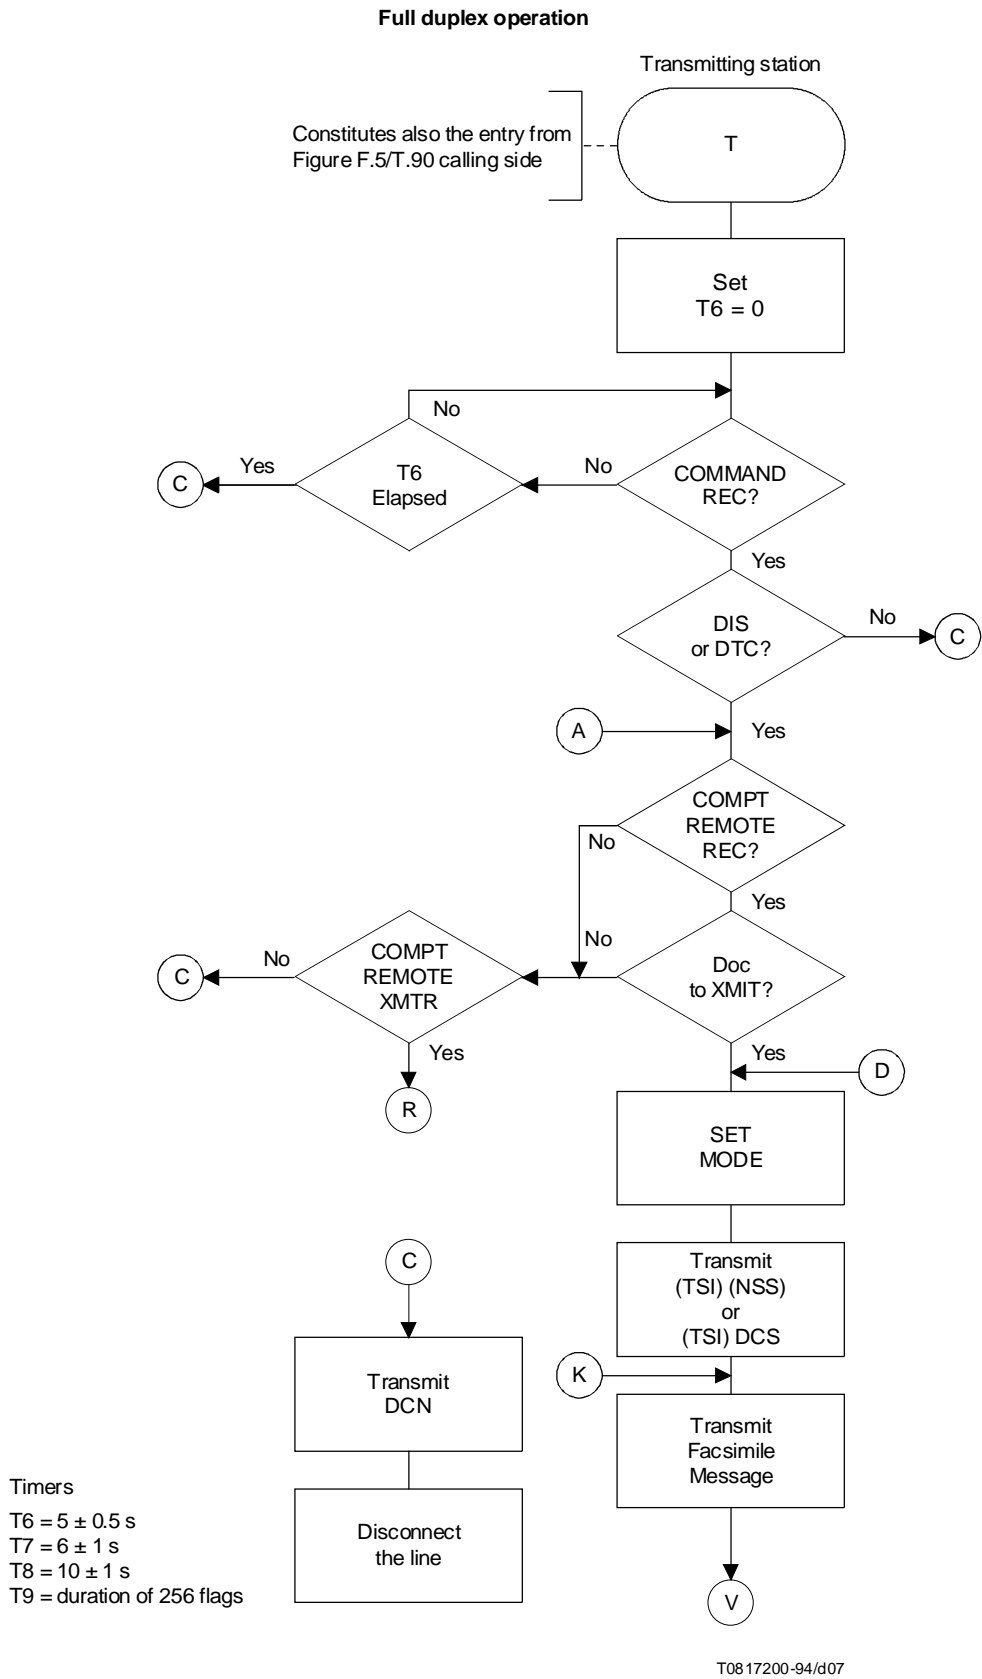 Full duplex operation
Transmitting station
Constitutes also the entry from
Figure F.5/T.90 calling side
T
Set
T6 = 0
No
C
Yes
T6
Elapsed
No
COMMAND
REC?
Yes
DIS
or DTC?
No
C
A
Yes
COMPT
REMOTE
REC?
No
Yes
No
C
No
COMPT
REMOTE
XMTR
Doc
to XMIT?
Yes
Yes
D
R
SET
MODE
C
Transmit
(TSI) (NSS)
or
(TSI) DCS
K
Transmit
DCN
Transmit
Facsimile
Message
Timers
T6 = 5 ± 0.5 s
T7 = 6 ± 1 s
T8 = 10 ± 1 s
T9 = duration of 256 flags
Disconnect
the line
V
T0817200-94/d07